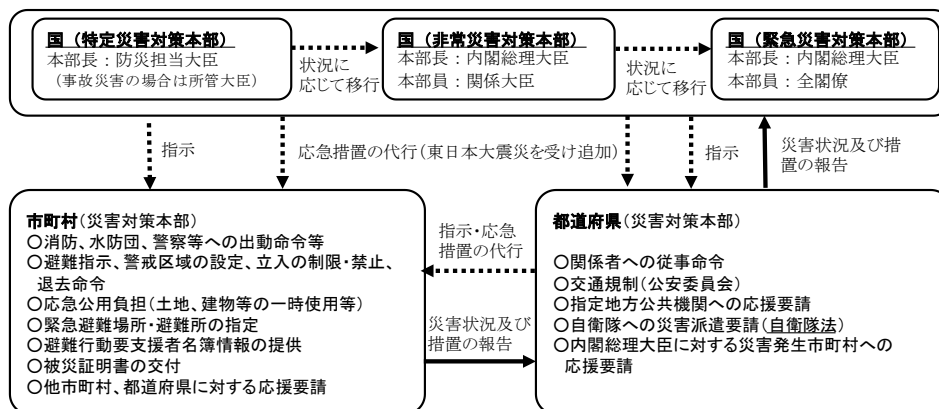 国（特定災害対策本部）
本部長：防災担当大臣
（事故災害の場合は所管大臣）
状況に
応じて移行
国（非常災害対策本部）
本部長：内閣総理大臣
本部員：関係大臣
状況に
応じて移行
国（緊急災害対策本部）
本部長：内閣総理大臣
本部員：全閣僚
指示
応急措置の代行（東日本大震災を受け追加）
指示
災害状況及び措
置の報告
市町村（災害対策本部）
○消防、水防団、警察等への出動命令等
○避難指示、警戒区域の設定、立入の制限・禁止、
退去命令
○応急公用負担（土地、建物等の一時使用等）
○緊急避難場所・避難所の指定
○避難行動要支援者名簿情報の提供
○被災証明書の交付
○他市町村、都道府県に対する応援要請
指示・応急
措置の代行
災害状況及び
措置の報告
都道府県（災害対策本部）
○関係者への従事命令
○交通規制（公安委員会）
○指定地方公共機関への応援要請
○自衛隊への災害派遣要請（自衛隊法）
○内閣総理大臣に対する災害発生市町村への
応援要請